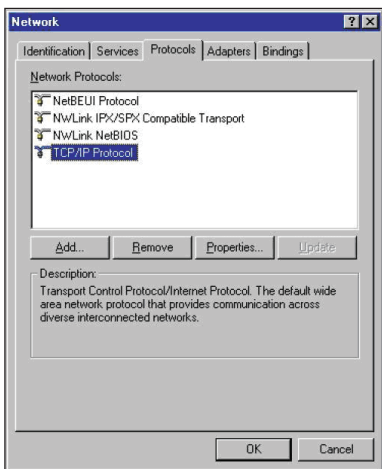 Network
Identification Services Protocols Adapters Bindings
Network Protocols:
NetBEUI Protocol
NWLink IPX/SPX Compatible Transport
NWLink NetBIOS
TCP/IP Protocol
Add... Remove Properties... Update
Description:
Transport Control Protocol/Internet Protocol. The default wide
area network protocol that provides communication across
diverse interconnected networks.
OK Cancel